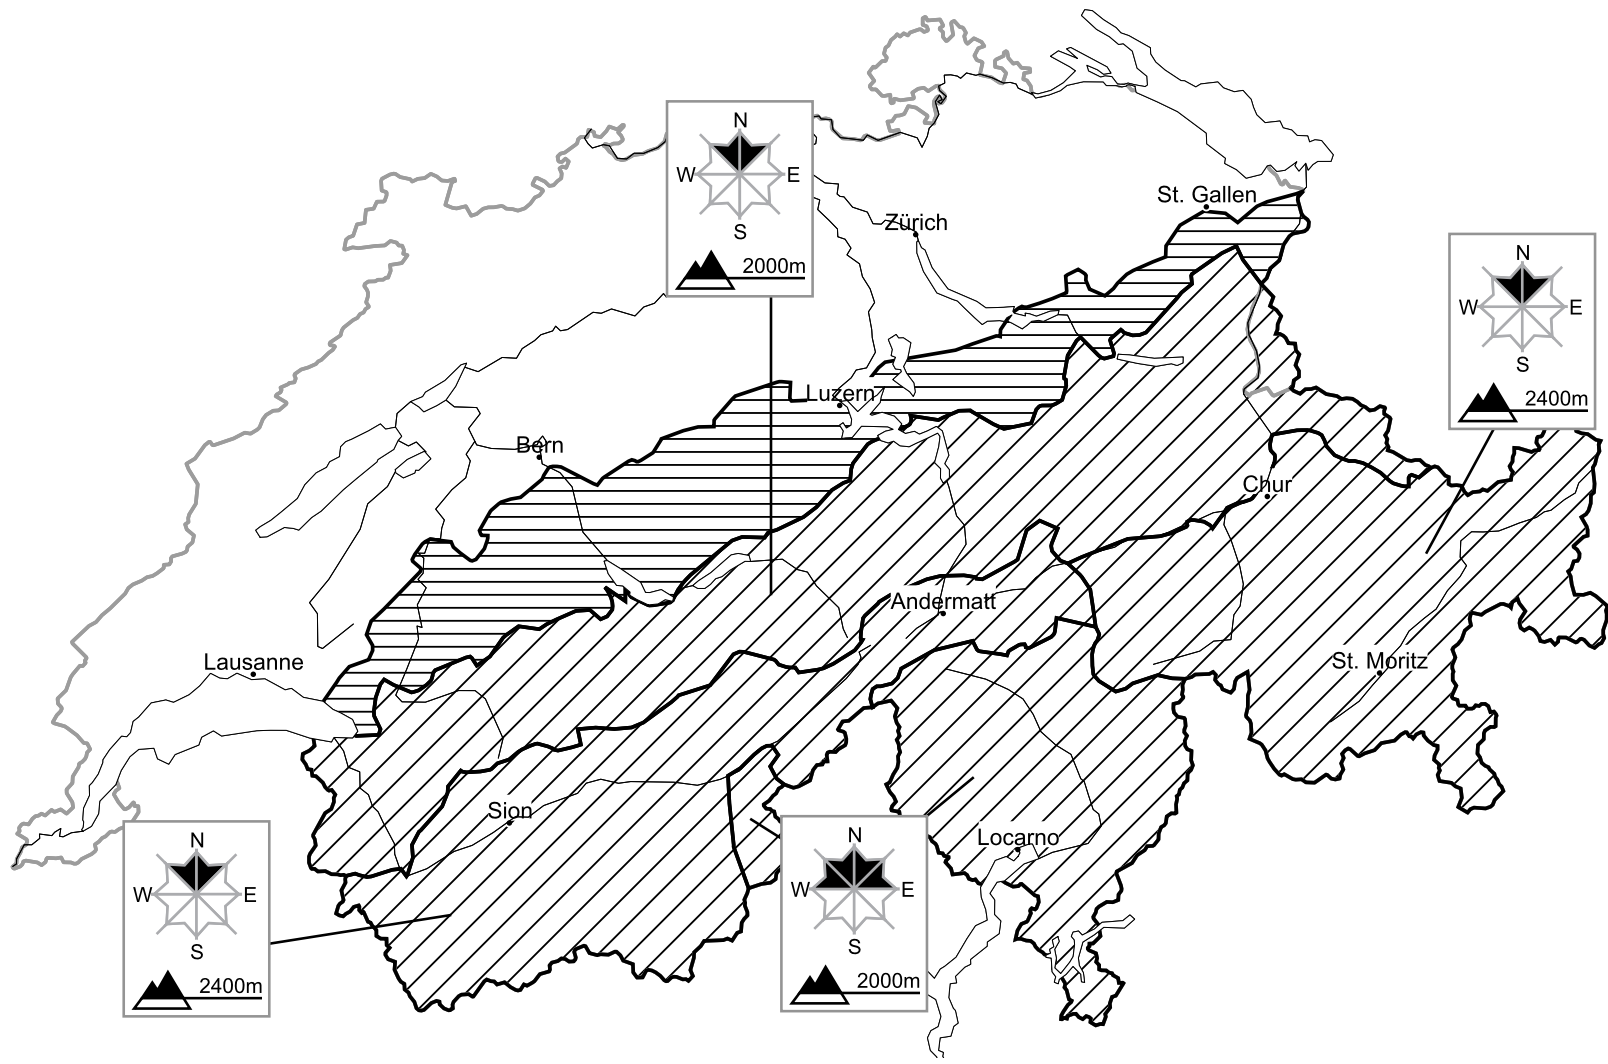 N
W E
S
2000m
St. Gallen
Zürich
N
W E
S
2400m
Luzern
Bern
Chur
Andermatt
Lausanne
St. Moritz
Sion
Locarno
N
W E
S
2400m
N
W E
S
2000m